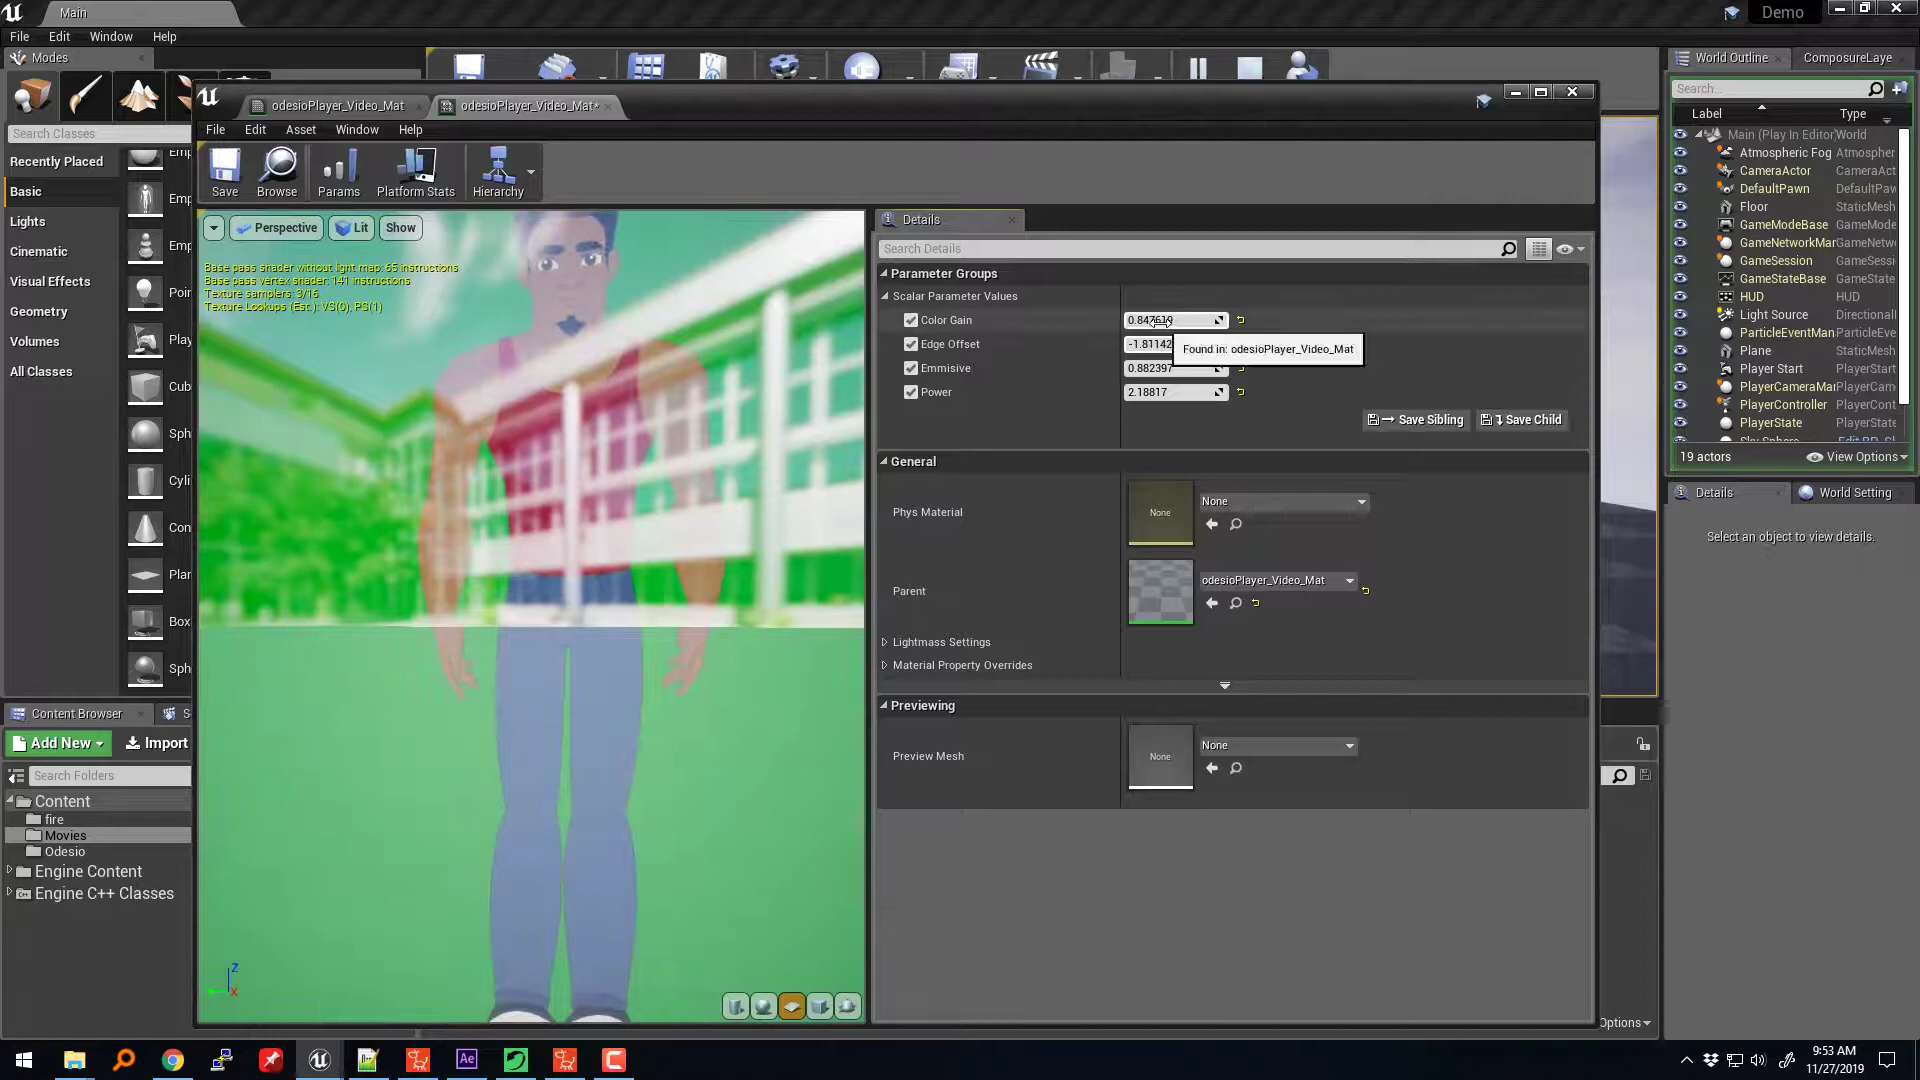 Main
Demo
File Edit Window Help
Modes
World Outline ComposureLaye
Search Classes
Search...
Label Type
Recently Placed
Basic
Lights
Cinematic
Visual Effects
Geometry
Volumes
All Classes
Emp
Emp
Emp
Poin
Play
Cub
Sph
Cyli
Con
Plar
Box
Sph
odesioPlayer_Video_Mat odesioPlayer_Video_Mat*
File Edit Asset Window Help
Save Browse Params Platform Stats Hierarchy
Perspective Lit Show
Base pass shader without light map: 65 instructions
Base pass vertex shader: 141 instructions
Texture samplers: 3/16
Texture Lookups (Est.): VS(0), PS(1)
Z
X
Details
Search Details
Parameter Groups
Scalar Parameter Values
Color Gain
Edge Offset -1.81142
Found in: odesioPlayer_Video_Mat
Emmisive 0.882397
Power 2.18817
Save Sibling Save Child
General
Phys Material None None
Parent odesioPlayer_Video_Mat
Lightmass Settings
Material Property Overrides
Previewing
Preview Mesh None None
Main (Play In Editor) World
Atmospheric Fog Atmospher
CameraActor CameraAct
DefaultPawn DefaultPaw
Floor StaticMesh
GameModeBase GameMode
GameNetworkMar GameNetw
GameSession GameSessi
GameStateBase GameState
HUD HUD
Light Source Directional
ParticleEventMan ParticleEve
Plane StaticMesh
Player Start PlayerStart
PlayerCameraMar PlayerCam
PlayerController PlayerCont
PlayerState PlayerState
19 actors View Options
Details World Setting
Select an object to view details.
Content Browser
Add New Import
Search Folders
Content
fire
Movies
Odesio
Engine Content
Engine C++ Classes
Options
Ae
9:53 AM
11/27/2019